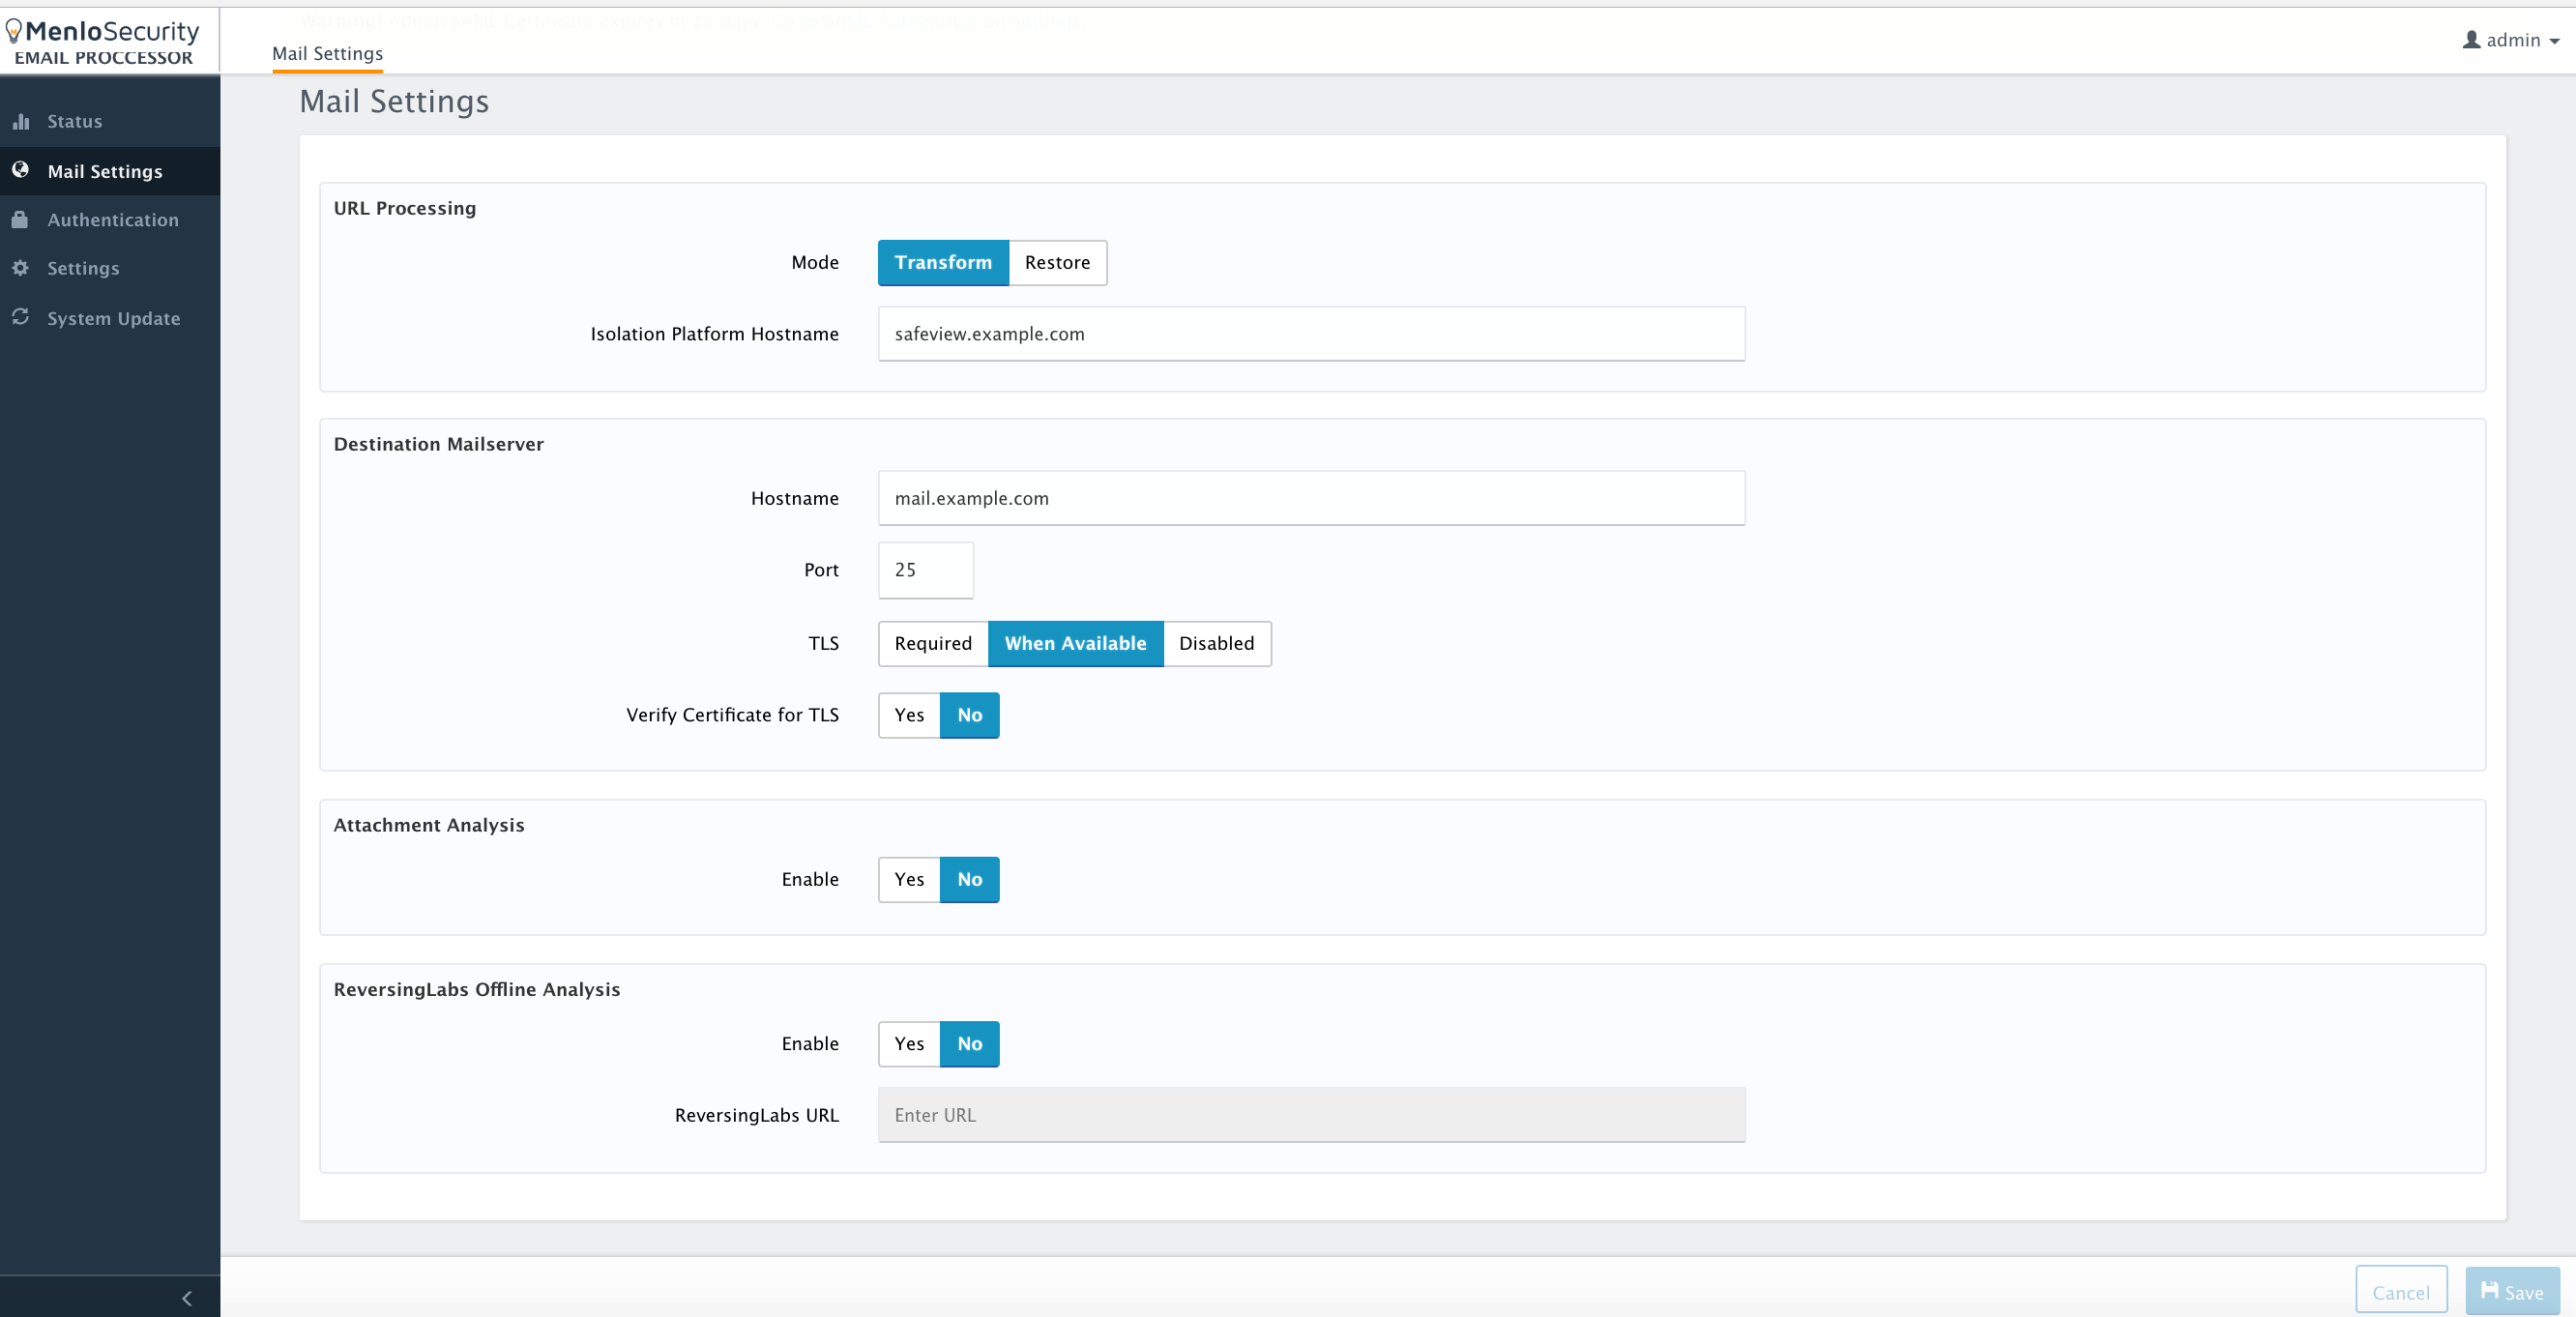 Warning! Admin SAML Certificate expires in 28 days. Go to SAML Authentication Settings.
MenloSecurity
EMAIL PROCCESSOR
Mail Settings
admin
Status
Mail Settings
Authentication
Settings
System Update
Mail Settings
URL Processing
Mode Transform Restore
Isolation Platform Hostname safeview.example.com
Destination Mailserver
Hostname mail.example.com
Port 25
TLS Required When Available Disabled
Verify Certificate for TLS Yes No
Attachment Analysis
Enable Yes No
ReversingLabs Offline Analysis
Enable Yes No
ReversingLabs URL Enter URL
Cancel Save